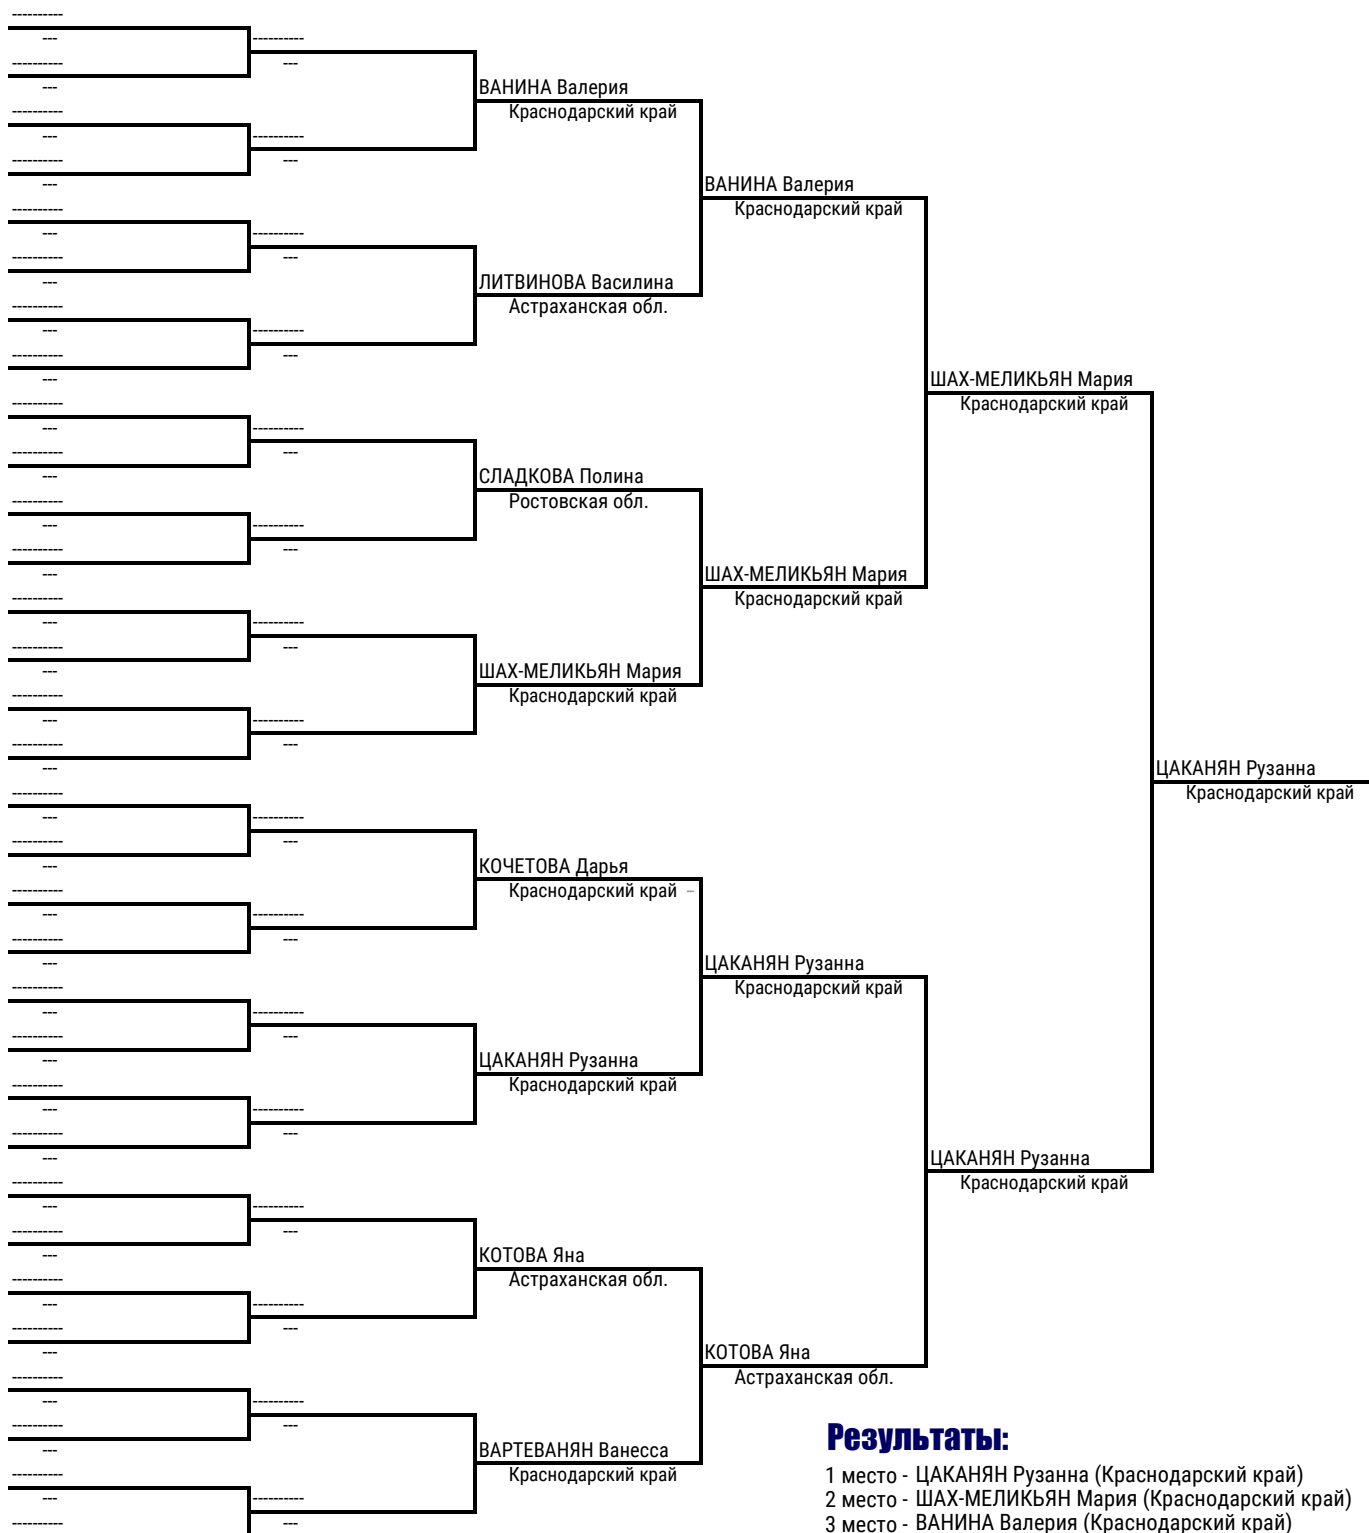 ----------
---
----------
---
----------
---
----------
---
----------
---
----------
---
----------
---
----------
---
----------
---
----------
---
----------
---
----------
---
----------
---
----------
---
----------
---
----------
---
----------
---
----------
---
----------
---
----------
---
----------
---
----------
---
----------
---
----------
---
----------
---
----------
---
----------
---
----------
---
----------
---
----------
---
----------
---
----------
----------
---
----------
---
----------
---
----------
---
----------
---
----------
---
----------
---
----------
---
----------
---
----------
---
----------
---
----------
---
----------
---
----------
---
----------
---
----------
---
ВАНИНА Валерия
Краснодарский край
ЛИТВИНОВА Василина
Астраханская обл.
СЛАДКОВА Полина
Ростовская обл.
ШАХ-МЕЛИКЬЯН Мария
Краснодарский край
КОЧЕТОВА Дарья
Краснодарский край –
ЦАКАНЯН Рузанна
Краснодарский край
КОТОВА Яна
Астраханская обл.
ВАРТЕВАНЯН Ванесса
Краснодарский край
ВАНИНА Валерия
Краснодарский край
ШАХ-МЕЛИКЬЯН Мария
Краснодарский край
ЦАКАНЯН Рузанна
Краснодарский край
КОТОВА Яна
Астраханская обл.
ШАХ-МЕЛИКЬЯН Мария
Краснодарский край
ЦАКАНЯН Рузанна
Краснодарский край
ЦАКАНЯН Рузанна
Краснодарский край
Результаты:
1 место - ЦАКАНЯН Рузанна (Краснодарский край)
2 место - ШАХ-МЕЛИКЬЯН Мария (Краснодарский край)
3 место - ВАНИНА Валерия (Краснодарский край)